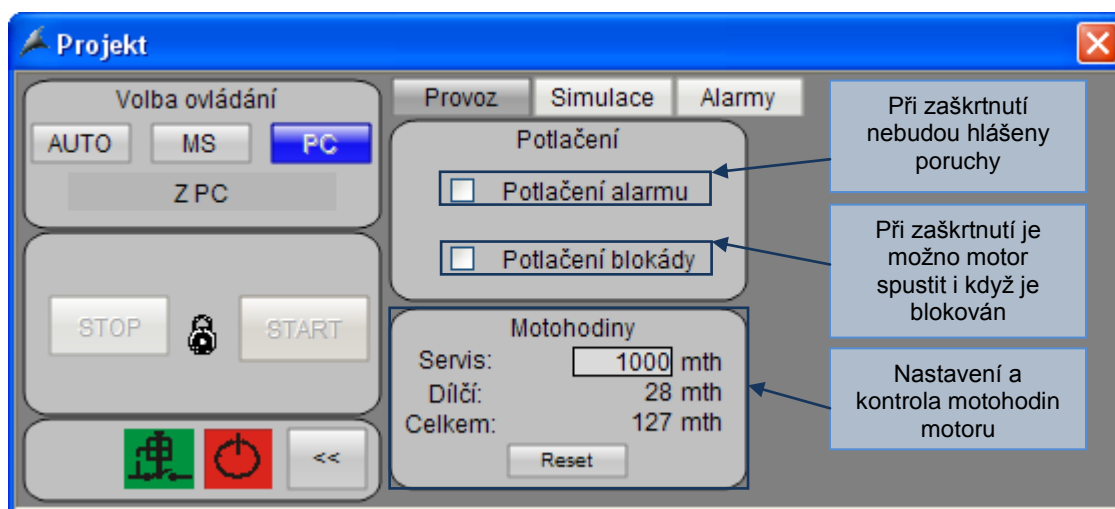 Projekt
Volba ovládání
AUTO MS PC
Z PC
STOP START
<<
Provoz Simulace Alarmy
Potlačení
Potlačení alarmu
Potlačení blokády
Motohodiny
Servis: 1000 mth
Dílčí: 28 mth
Celkem: 127 mth
Reset
Při zaškrtnutí
nebudou hlášeny
poruchy
Při zaškrtnutí je
možno motor
spustit i když je
blokován
Nastavení a
kontrola motohodin
motoru